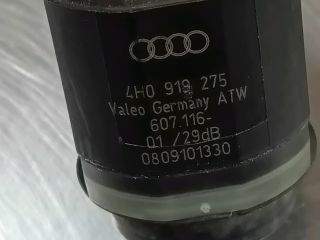 4H0 919 275
Valeo Germany ATW
607.116-
01 /29dB
0809101330